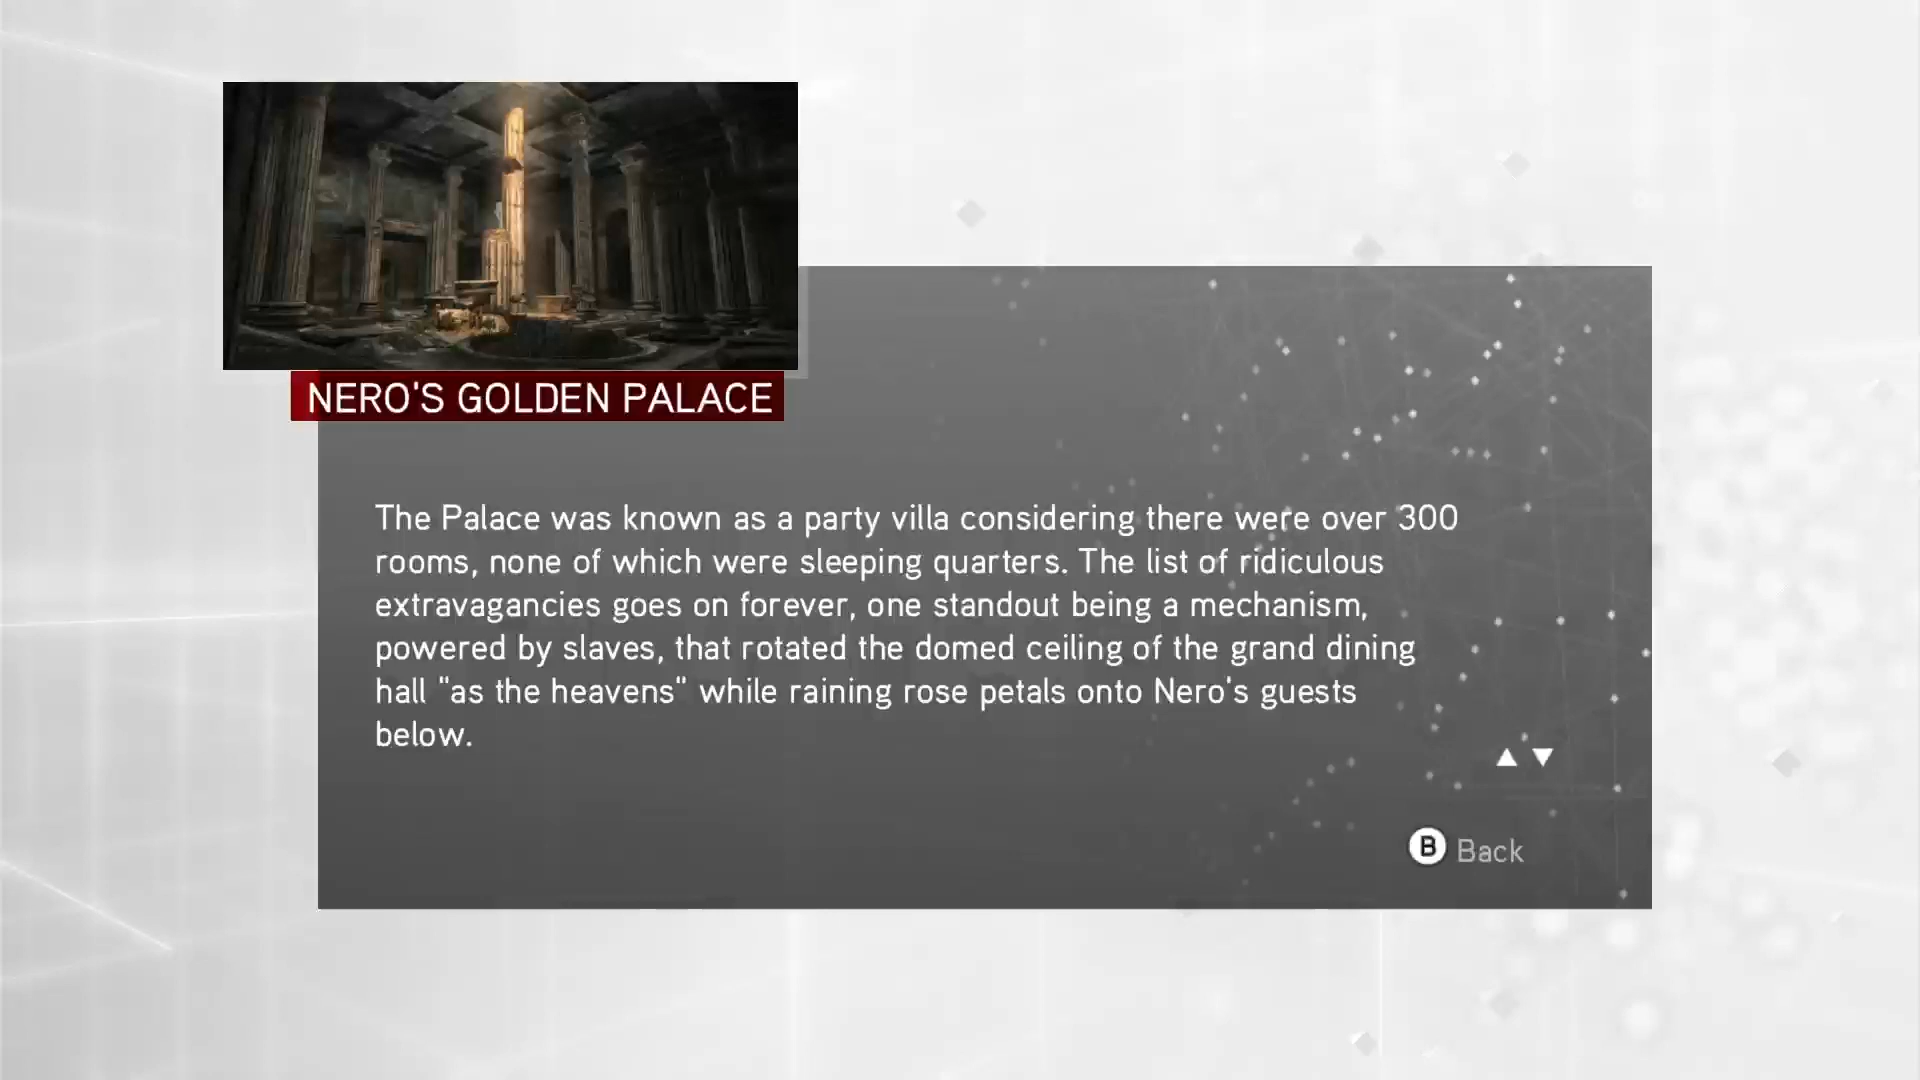 NERO'S GOLDEN PALACE
The Palace was known as a party villa considering there were over 300
rooms, none of which were sleeping quarters. The list of ridiculous
extravagancies goes on forever, one standout being a mechanism,
powered by slaves, that rotated the domed ceiling of the grand dining
hall "as the heavens" while raining rose petals onto Nero's guests
below.
B Back